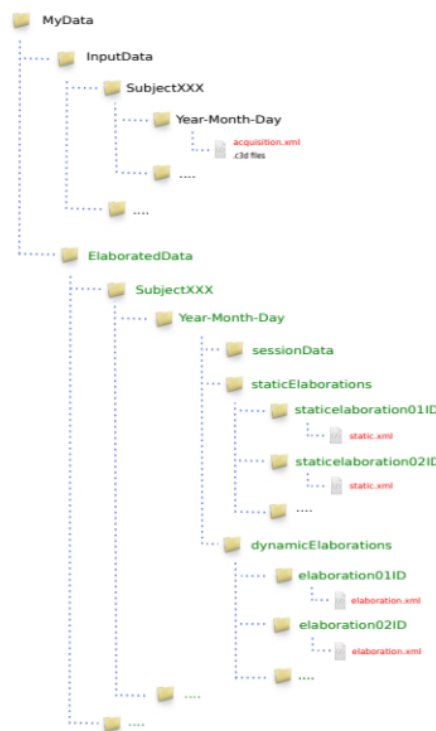 MyData
InputData
SubjectXXX
Year-Month-Day
acquisition.xml
.c3d files
....
....
ElaboratedData
SubjectXXX
Year-Month-Day
sessionData
staticElaborations
staticelaboration01ID
static.xml
staticelaboration02ID
static.xml
....
dynamicElaborations
elaboration01ID
elaboration.xml
elaboration02ID
elaboration.xml
....
....
....